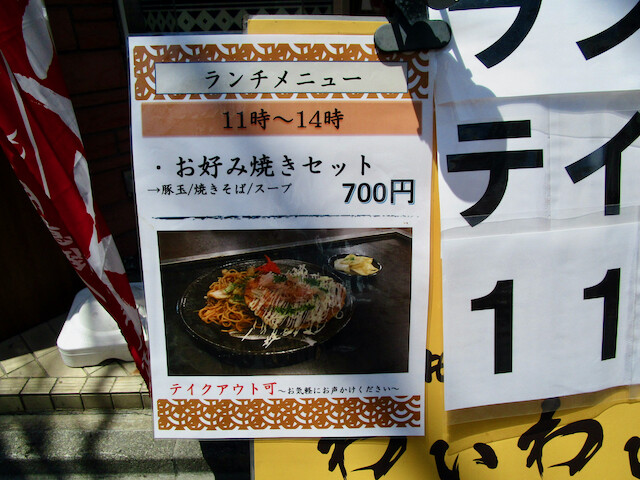 ランチメニュー
11時～14時
・お好み焼きセット
→豚玉/焼きそば/スープ
700円
テイクアウト可～お気軽にお声かけください～
ラン
テイ
11
わいわい